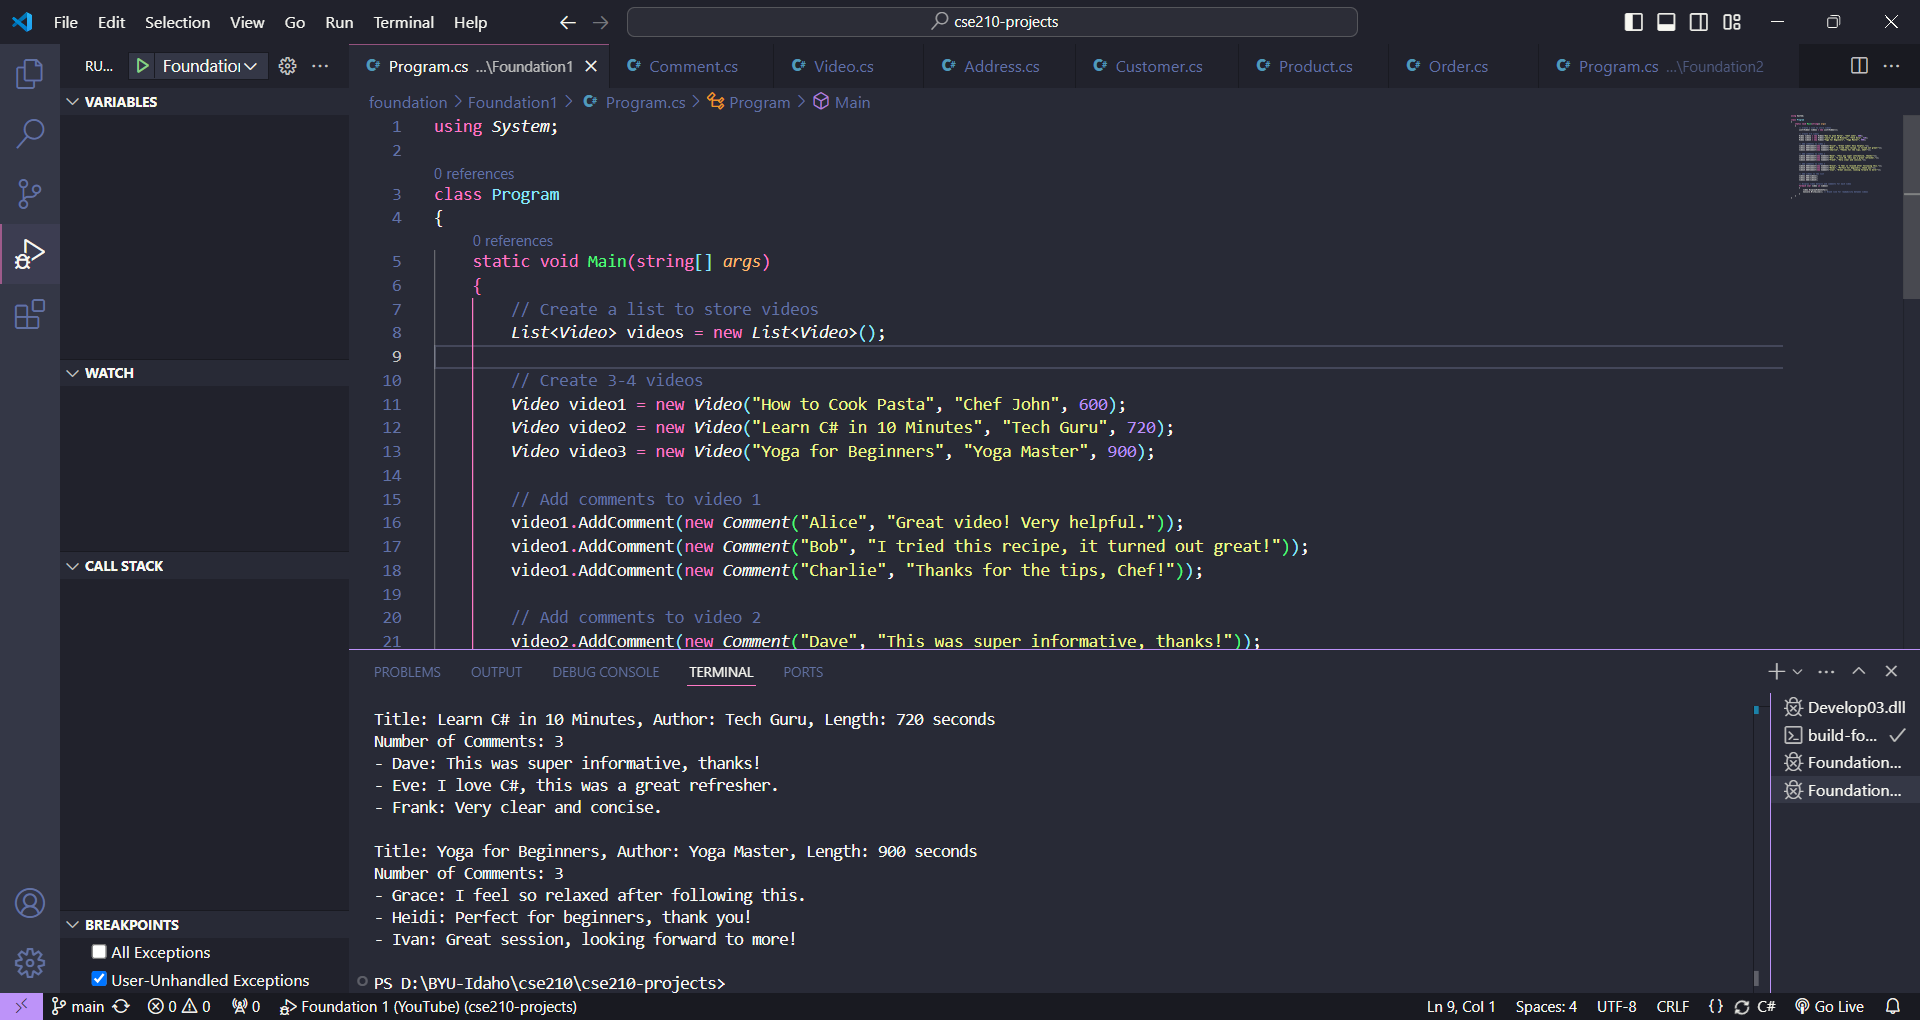 File Edit Selection View Go Run Terminal Help
cse210-projects
RU...
Foundation
Program.cs ...\Foundation1
Comment.cs
Video.cs
Address.cs
Customer.cs
Product.cs
Order.cs
Program.cs ...\Foundation2
foundation > Foundation1 > Program.cs > Program > Main
VARIABLES
WATCH
CALL STACK
BREAKPOINTS
All Exceptions
User-Unhandled Exceptions
1 using System;
2
0 references
3 class Program
4 {
0 references
5 static void Main(string[] args)
6 {
7 // Create a list to store videos
8 List<Video> videos = new List<Video>();
9
10 // Create 3-4 videos
11 Video video1 = new Video("How to Cook Pasta", "Chef John", 600);
12 Video video2 = new Video("Learn C# in 10 Minutes", "Tech Guru", 720);
13 Video video3 = new Video("Yoga for Beginners", "Yoga Master", 900);
14
15 // Add comments to video 1
16 video1.AddComment(new Comment("Alice", "Great video! Very helpful."));
17 video1.AddComment(new Comment("Bob", "I tried this recipe, it turned out great!"));
18 video1.AddComment(new Comment("Charlie", "Thanks for the tips, Chef!"));
19
20 // Add comments to video 2
21 video2.AddComment(new Comment("Dave", "This was super informative, thanks!"));
PROBLEMS OUTPUT DEBUG CONSOLE TERMINAL PORTS
Title: Learn C# in 10 Minutes, Author: Tech Guru, Length: 720 seconds
Number of Comments: 3
- Dave: This was super informative, thanks!
- Eve: I love C#, this was a great refresher.
- Frank: Very clear and concise.
Title: Yoga for Beginners, Author: Yoga Master, Length: 900 seconds
Number of Comments: 3
- Grace: I feel so relaxed after following this.
- Heidi: Perfect for beginners, thank you!
- Ivan: Great session, looking forward to more!
PS D:\BYU-Idaho\cse210\cse210-projects>
Develop03.dll
build-fo...
Foundation...
Foundation...
main
0 0
0
Foundation 1 (YouTube) (cse210-projects)
Ln 9, Col 1
Spaces: 4
UTF-8
CRLF
{}
C#
Go Live